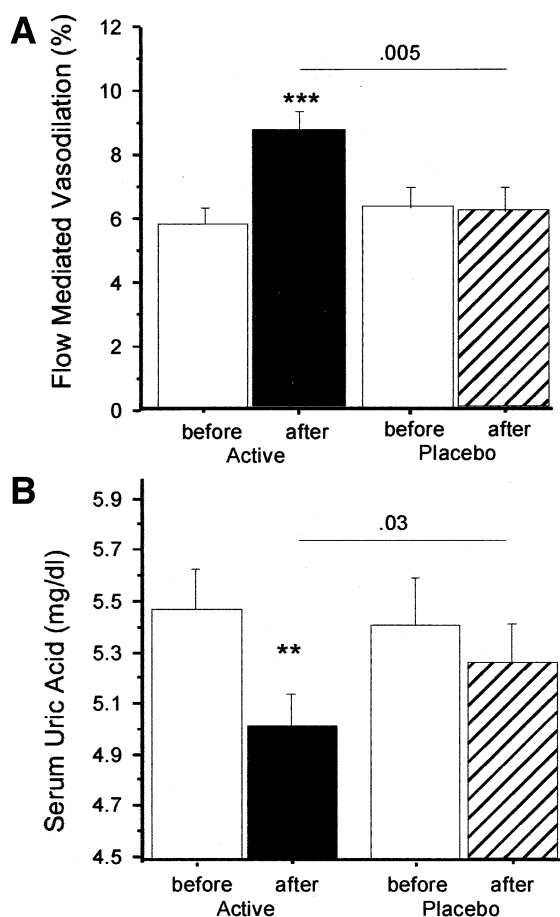 A
Flow Mediated Vasodilation (%)
12
10
8
6
4
2
0
.005
***
before after before after
Active Placebo
B
Serum Uric Acid (mg/dl)
5.9
5.7
5.5
5.3
5.1
4.9
4.7
4.5
.03
**
before after before after
Active Placebo